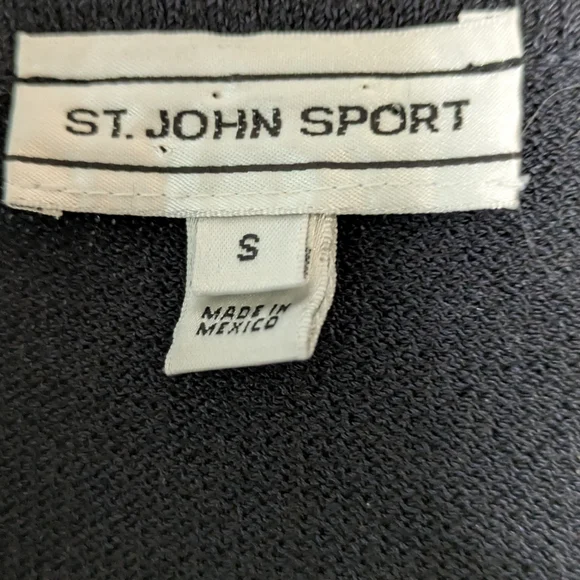 ST. JOHN SPORT
S
MADE IN
MEXICO